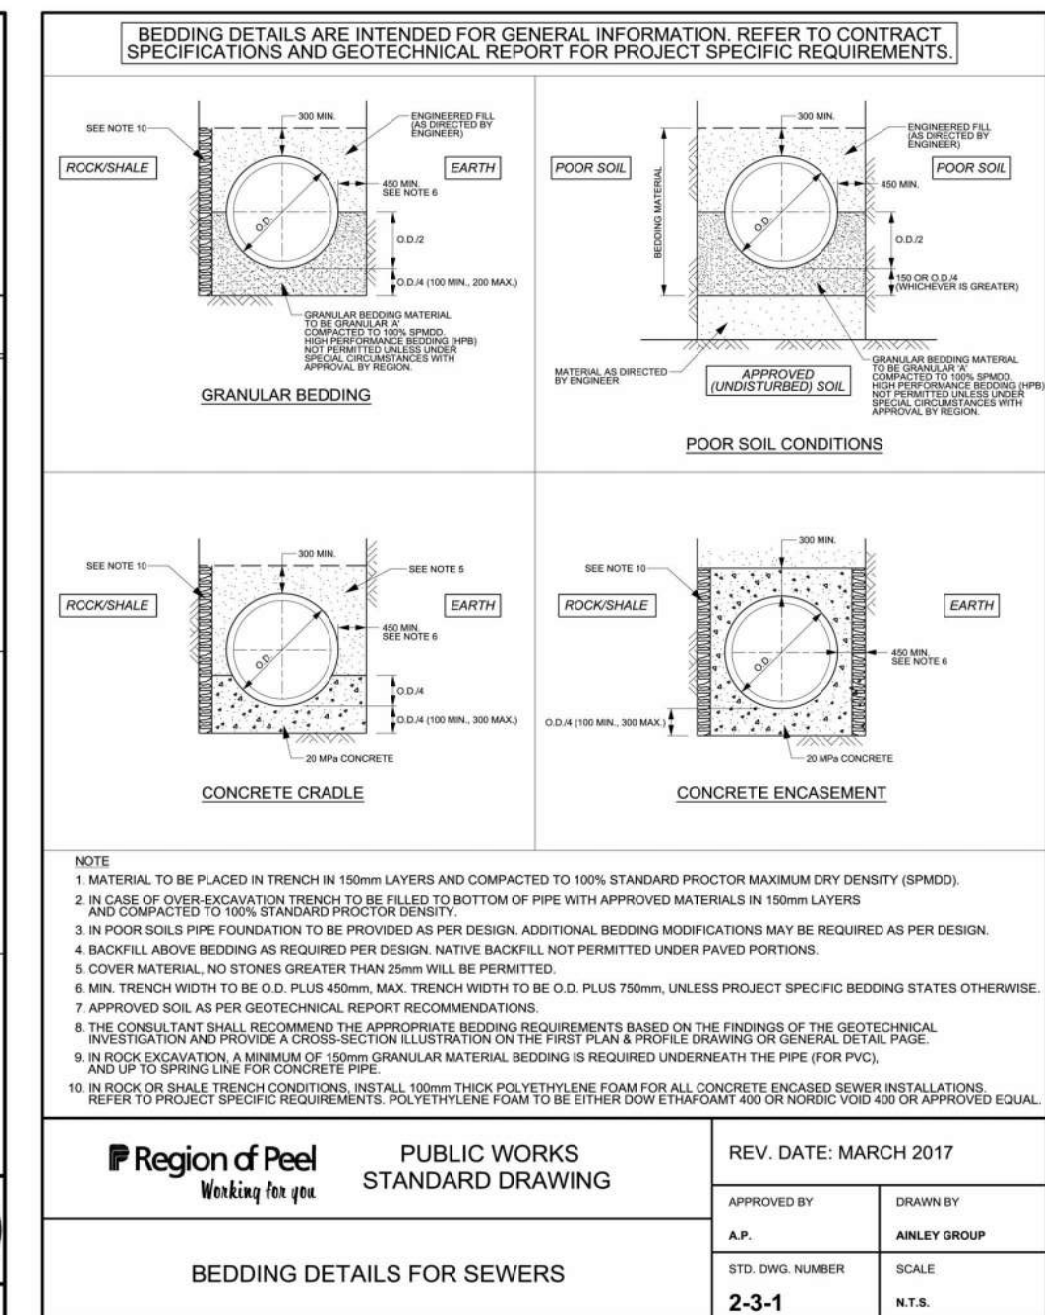 BEDDING DETAILS ARE INTENDED FOR GENERAL INFORMATION. REFER TO CONTRACT
SPECIFICATIONS AND GEOTECHNICAL REPORT FOR PROJECT SPECIFIC REQUIREMENTS.
SEE NOTE 10
300 MIN.
ENGINEERED FILL
(AS DIRECTED BY
ENGINEER)
ROCK/SHALE
EARTH
450 MIN.
SEE NOTE 6
O.D.
O.D./2
O.D./4 (100 MIN., 200 MAX.)
GRANULAR BEDDING MATERIAL
TO BE GRANULAR 'A'
COMPACTED TO 100% SPMDD.
HIGH PERFORMANCE BEDDING (HPB)
NOT PERMITTED UNLESS UNDER
SPECIAL CIRCUMSTANCES WITH
APPROVAL BY REGION.
GRANULAR BEDDING
300 MIN.
ENGINEERED FILL
(AS DIRECTED BY
ENGINEER)
POOR SOIL
POOR SOIL
450 MIN.
BEDDING MATERIAL
O.D.
O.D./2
150 OR O.D./4
(WHICHEVER IS GREATER)
MATERIAL AS DIRECTED
BY ENGINEER
APPROVED
(UNDISTURBED) SOIL
GRANULAR BEDDING MATERIAL
TO BE GRANULAR 'A'
COMPACTED TO 100% SPMDD.
HIGH PERFORMANCE BEDDING (HPB)
NOT PERMITTED UNLESS UNDER
SPECIAL CIRCUMSTANCES WITH
APPROVAL BY REGION.
POOR SOIL CONDITIONS
SEE NOTE 10
300 MIN.
SEE NOTE 5
ROCK/SHALE
EARTH
450 MIN.
SEE NOTE 6
O.D.
O.D./4
O.D./4 (100 MIN., 300 MAX.)
20 MPa CONCRETE
CONCRETE CRADLE
300 MIN.
SEE NOTE 10
ROCK/SHALE
EARTH
450 MIN.
SEE NOTE 6
O.D.
O.D./4 (100 MIN., 300 MAX.)
20 MPa CONCRETE
CONCRETE ENCASEMENT
NOTE
1. MATERIAL TO BE PLACED IN TRENCH IN 150mm LAYERS AND COMPACTED TO 100% STANDARD PROCTOR MAXIMUM DRY DENSITY (SPMDD).
2. IN CASE OF OVER-EXCAVATION TRENCH TO BE FILLED TO BOTTOM OF PIPE WITH APPROVED MATERIALS IN 150mm LAYERS
AND COMPACTED TO 100% STANDARD PROCTOR DENSITY.
3. IN POOR SOILS PIPE FOUNDATION TO BE PROVIDED AS PER DESIGN. ADDITIONAL BEDDING MODIFICATIONS MAY BE REQUIRED AS PER DESIGN.
4. BACKFILL ABOVE BEDDING AS REQUIRED PER DESIGN. NATIVE BACKFILL NOT PERMITTED UNDER PAVED PORTIONS.
5. COVER MATERIAL, NO STONES GREATER THAN 25mm WILL BE PERMITTED.
6. MIN. TRENCH WIDTH TO BE O.D. PLUS 450mm, MAX. TRENCH WIDTH TO BE O.D. PLUS 750mm, UNLESS PROJECT SPECIFIC BEDDING STATES OTHERWISE.
7. APPROVED SOIL AS PER GEOTECHNICAL REPORT RECOMMENDATIONS.
8. THE CONSULTANT SHALL RECOMMEND THE APPROPRIATE BEDDING REQUIREMENTS BASED ON THE FINDINGS OF THE GEOTECHNICAL
INVESTIGATION AND PROVIDE A CROSS-SECTION ILLUSTRATION ON THE FIRST PLAN & PROFILE DRAWING OR GENERAL DETAIL PAGE.
9. IN ROCK EXCAVATION, A MINIMUM OF 150mm GRANULAR MATERIAL BEDDING IS REQUIRED UNDERNEATH THE PIPE (FOR PVC),
AND UP TO SPRING LINE FOR CONCRETE PIPE.
10. IN ROCK OR SHALE TRENCH CONDITIONS, INSTALL 100mm THICK POLYETHYLENE FOAM FOR ALL CONCRETE ENCASED SEWER INSTALLATIONS.
REFER TO PROJECT SPECIFIC REQUIREMENTS. POLYETHYLENE FOAM TO BE EITHER DOW ETHAFOAMT 400 OR NORDIC VOID 400 OR APPROVED EQUAL.
Region of Peel
Working for you
PUBLIC WORKS
STANDARD DRAWING
REV. DATE: MARCH 2017
APPROVED BY
A.P.
DRAWN BY
AINLEY GROUP
BEDDING DETAILS FOR SEWERS
STD. DWG. NUMBER
2-3-1
SCALE
N.T.S.